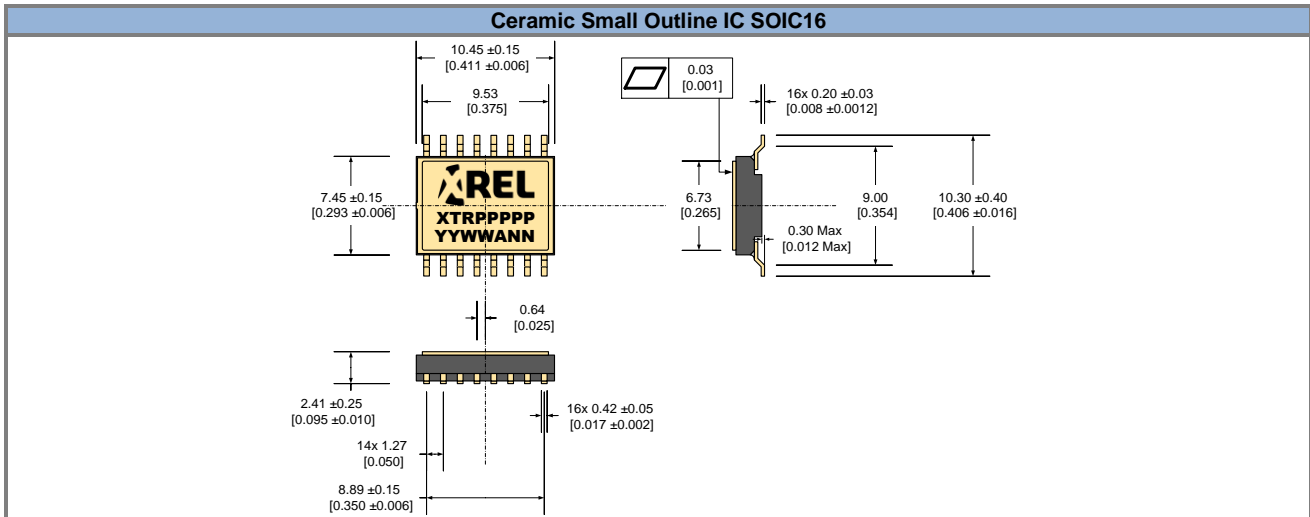 Ceramic Small Outline IC SOIC16
10.45 ±0.15
[0.411 ±0.006]
9.53
[0.375]
0.03
[0.001]
16x 0.20 ±0.03
[0.008 ±0.0012]
7.45 ±0.15
[0.293 ±0.006]
XREL
XTRPPPPP
YYWWANN
6.73
[0.265]
9.00
[0.354]
10.30 ±0.40
[0.406 ±0.016]
0.30 Max
[0.012 Max]
0.64
[0.025]
2.41 ±0.25
[0.095 ±0.010]
16x 0.42 ±0.05
[0.017 ±0.002]
14x 1.27
[0.050]
8.89 ±0.15
[0.350 ±0.006]